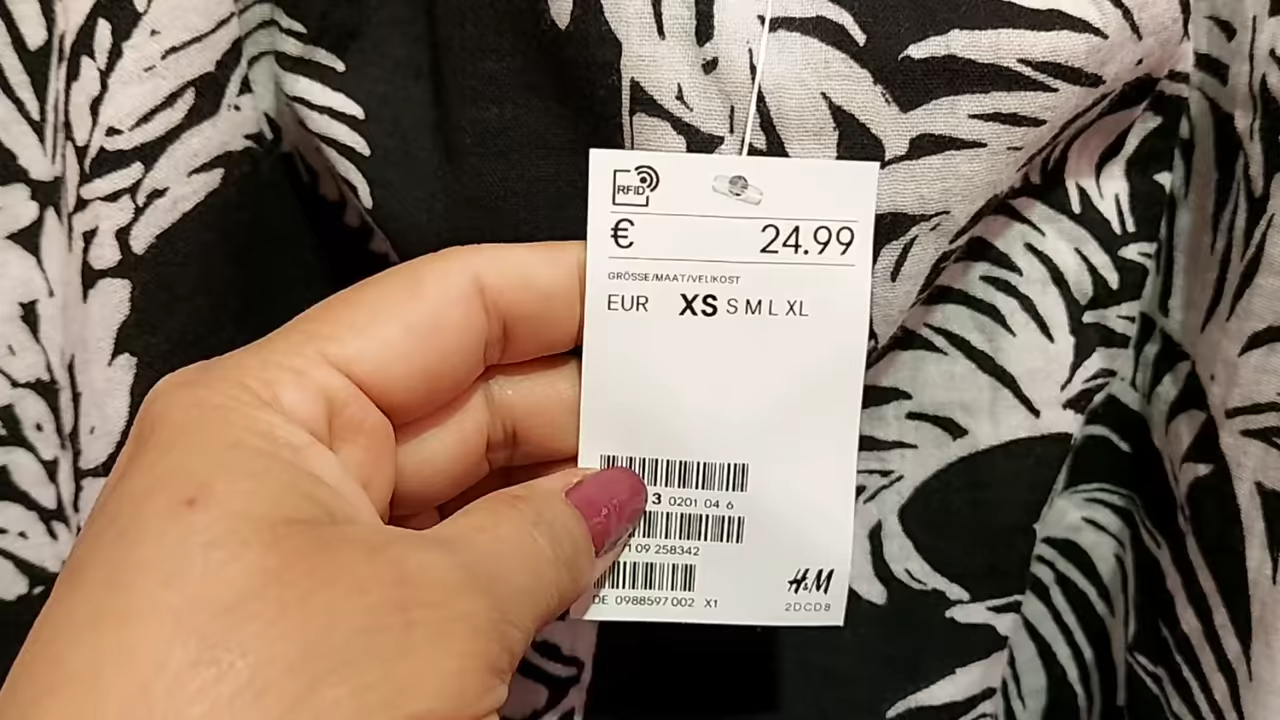 RFID
€ 24.99
GRÖSSE/MAAT/VELIKOST
EUR XS S M L XL
3 0201 04 6
09 258342
DE 0988597 002 X1
H&M
2DCD8